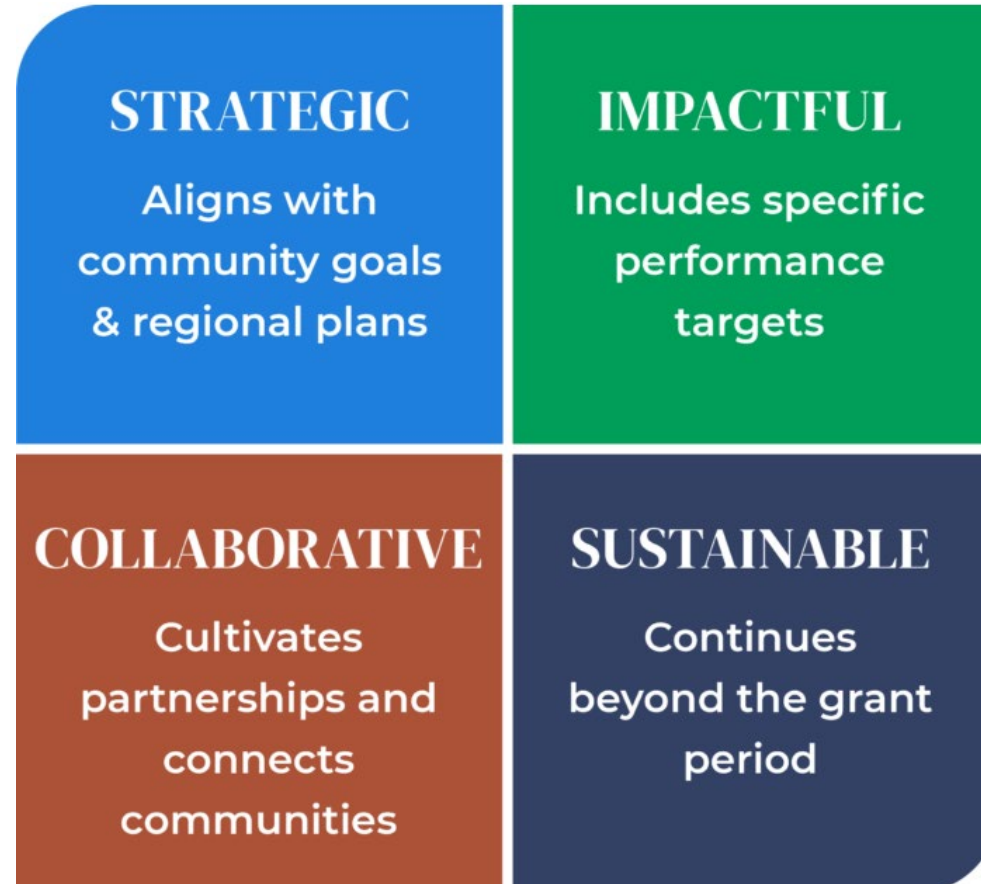 STRATEGIC
Aligns with
community goals
& regional plans
IMPACTFUL
Includes specific
performance
targets
COLLABORATIVE
Cultivates
partnerships and
connects
communities
SUSTAINABLE
Continues
beyond the grant
period